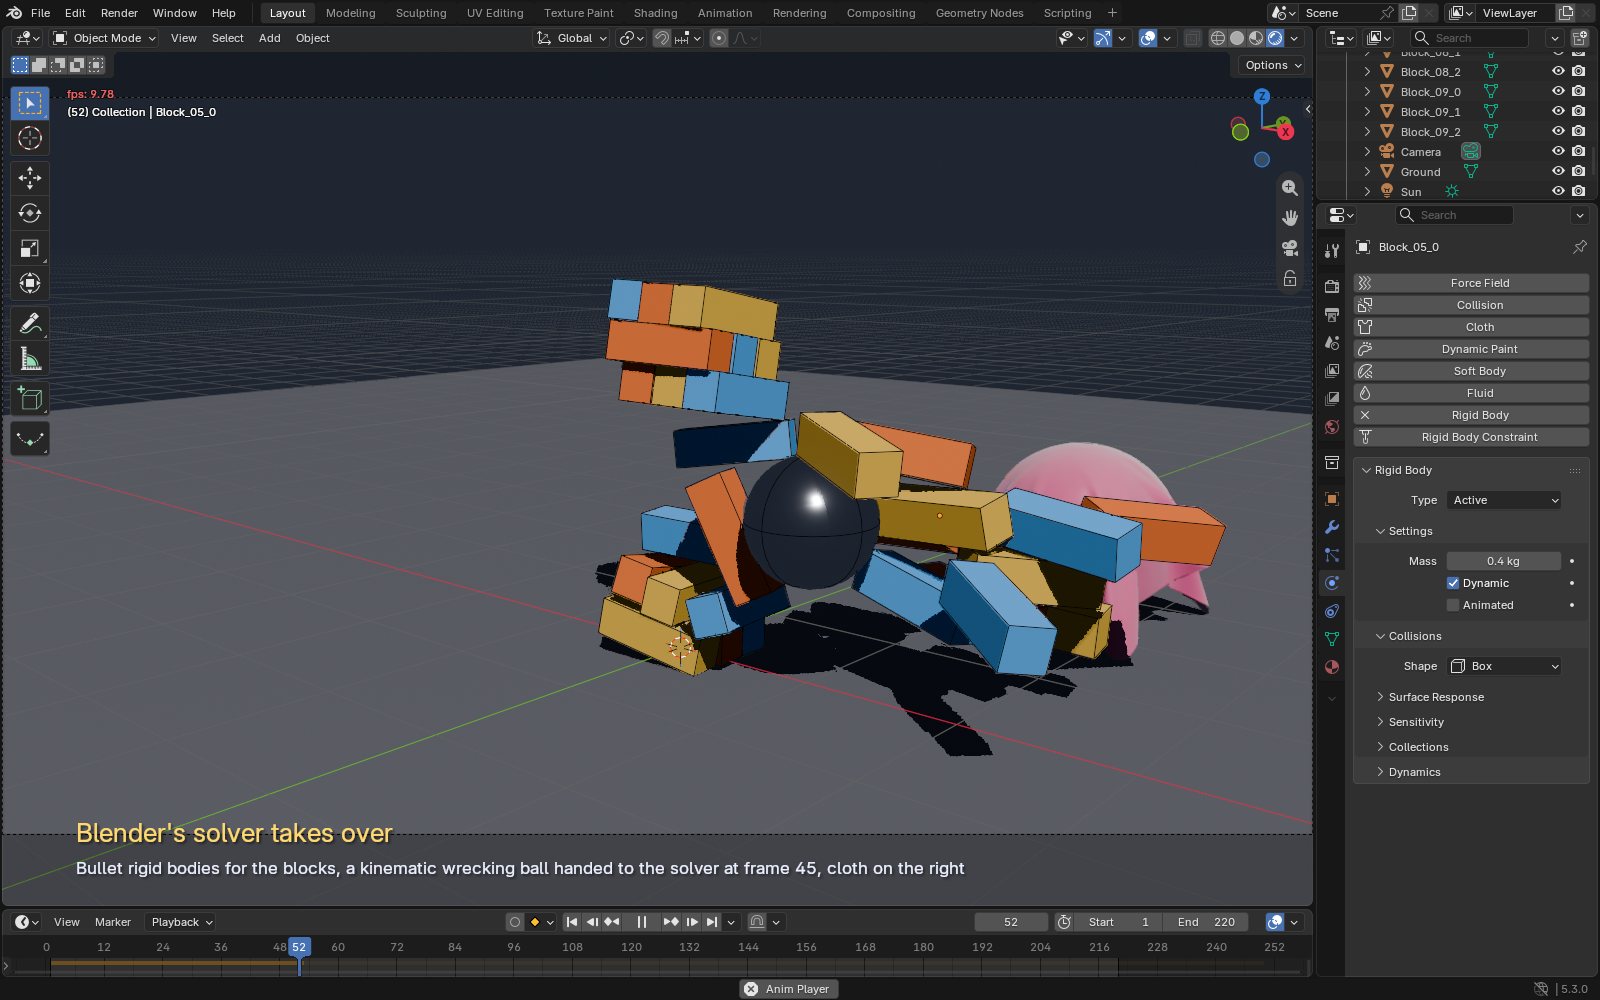 File Edit Render Window Help Layout Modeling Sculpting UV Editing Texture Paint Shading Animation Rendering Compositing Geometry Nodes Scripting + Scene ViewLayer
Object Mode View Select Add Object Global Search
Options
fps: 9.78
(52) Collection | Block_05_0
Z
Y
X
Block_08_1
Block_08_2
Block_09_0
Block_09_1
Block_09_2
Camera
Ground
Sun
Search
Block_05_0
Force Field
Collision
Cloth
Dynamic Paint
Soft Body
Fluid
Rigid Body
Rigid Body Constraint
Rigid Body
Type Active
Settings
Mass 0.4 kg
Dynamic
Animated
Collisions
Shape Box
Surface Response
Sensitivity
Collections
Dynamics
Blender's solver takes over
Bullet rigid bodies for the blocks, a kinematic wrecking ball handed to the solver at frame 45, cloth on the right
View Marker Playback 52 Start 1 End 220
0 12 24 36 48 52 60 72 84 96 108 120 132 144 156 168 180 192 204 216 228 240 252
Anim Player
5.3.0